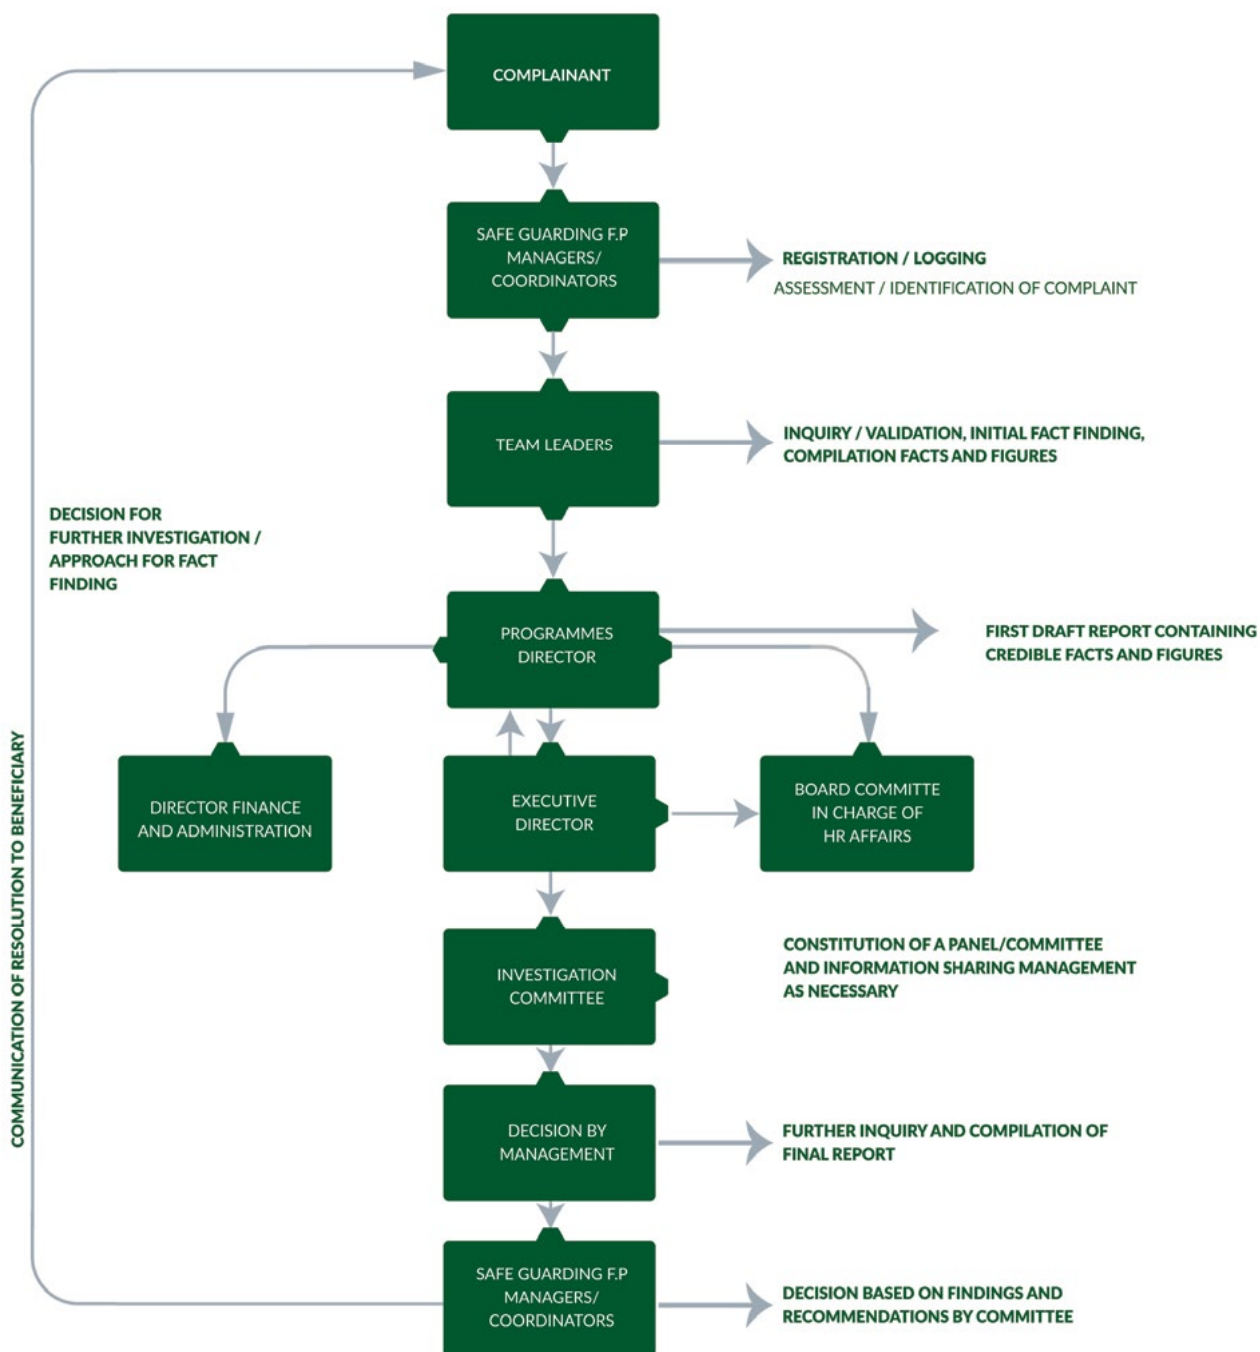 COMPLAINANT
SAFE GUARDING F.P
MANAGERS/
COORDINATORS
REGISTRATION / LOGGING
ASSESSMENT / IDENTIFICATION OF COMPLAINT
TEAM LEADERS
INQUIRY / VALIDATION, INITIAL FACT FINDING,
COMPILATION FACTS AND FIGURES
DECISION FOR
FURTHER INVESTIGATION /
APPROACH FOR FACT
FINDING
PROGRAMMES
DIRECTOR
FIRST DRAFT REPORT CONTAINING
CREDIBLE FACTS AND FIGURES
DIRECTOR FINANCE
AND ADMINISTRATION
EXECUTIVE
DIRECTOR
BOARD COMMITTE
IN CHARGE OF
HR AFFAIRS
COMMUNICATION OF RESOLUTION TO BENEFICIARY
INVESTIGATION
COMMITTEE
CONSTITUTION OF A PANEL/COMMITTEE
AND INFORMATION SHARING MANAGEMENT
AS NECESSARY
DECISION BY
MANAGEMENT
FURTHER INQUIRY AND COMPILATION OF
FINAL REPORT
SAFE GUARDING F.P
MANAGERS/
COORDINATORS
DECISION BASED ON FINDINGS AND
RECOMMENDATIONS BY COMMITTEE